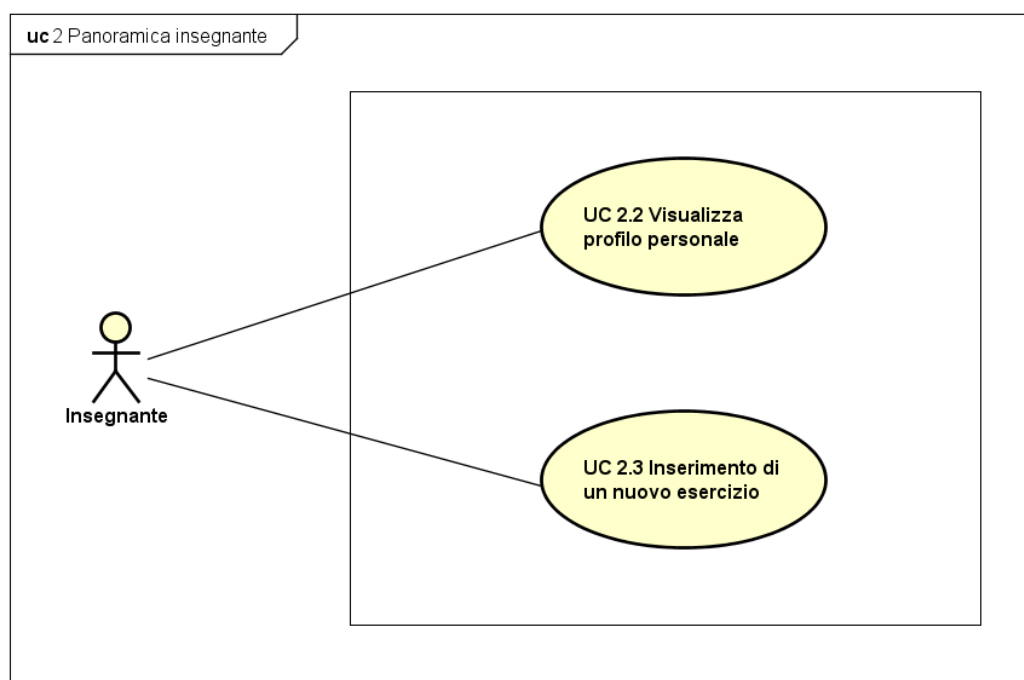 uc 2 Panoramica insegnante
UC 2.2 Visualizza
profilo personale
Insegnante
UC 2.3 Inserimento di
un nuovo esercizio